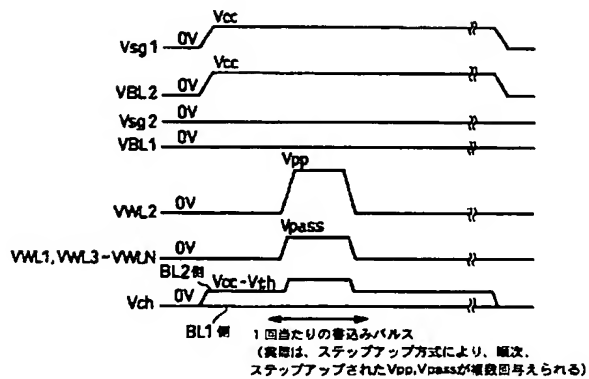 Vcc
Vsg1 0V
Vcc
VBL2 0V
Vsg2 0V
VBL1 0V
Vpp
VWL2 0V
Vpass
VWL1,VWL3~VWLN 0V
BL2側 Vcc-Vth
Vch 0V
BL1側
1回当たりの書込みパルス
(実際は、ステップアップ方式により、順次、
ステップアップされたVpp,Vpassが複数回与えられる)